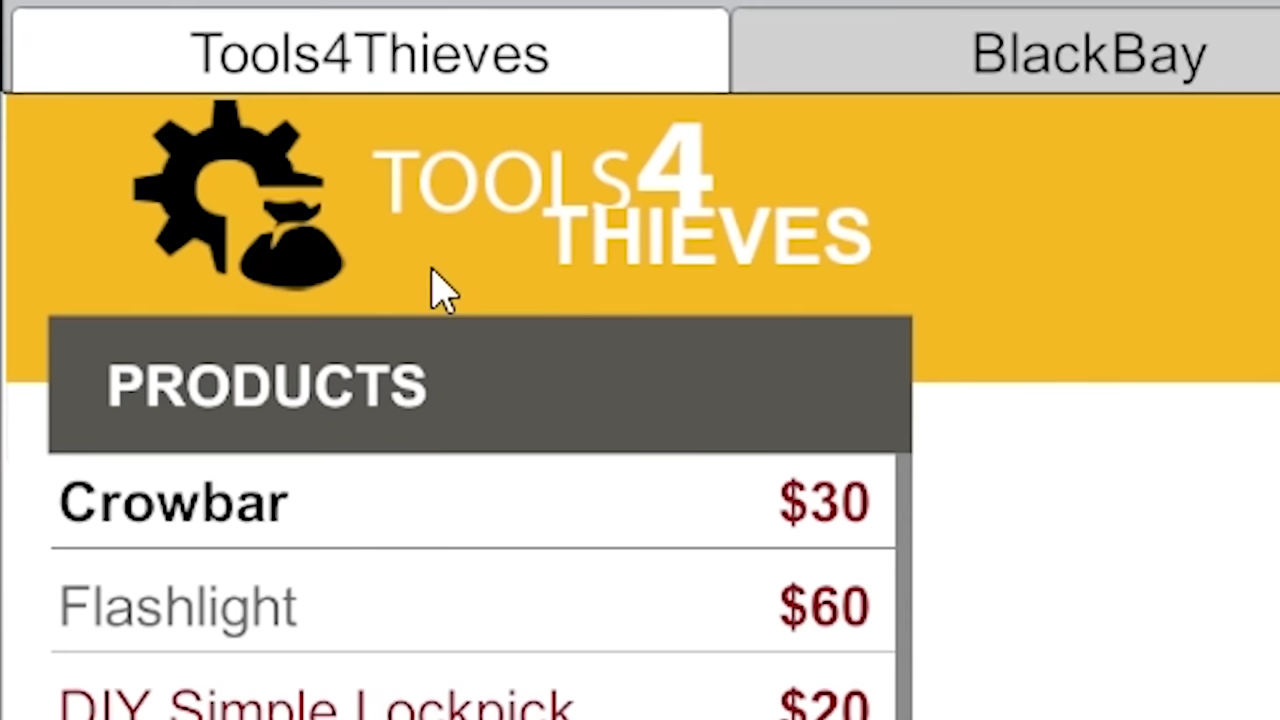 Tools4Thieves BlackBay
TOOLS4
THIEVES
PRODUCTS
Crowbar $30
Flashlight $60
DIY Simple Lockpick $20